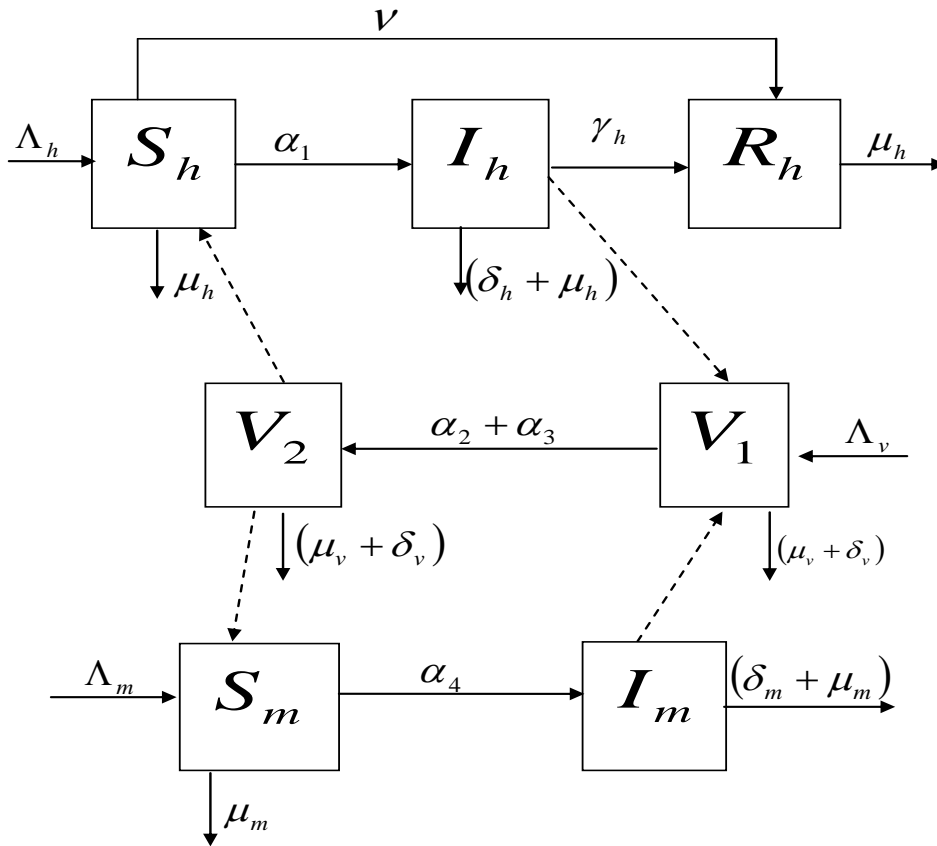 ν
Λ_h S_h α_1 I_h γ_h R_h μ_h
μ_h (δ_h + μ_h)
V_2 α_2 + α_3 V_1 Λ_v
(μ_v + δ_v) (μ_v + δ_v)
Λ_m S_m α_4 I_m (δ_m + μ_m)
μ_m